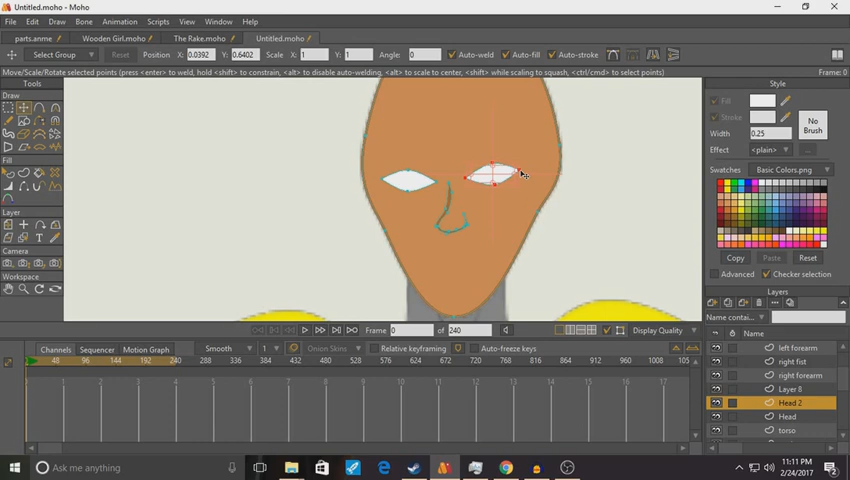 Untitled.moho - Moho
File Edit Draw Bones Animation Scripts View Window Help
parts.anme Wooden Girl.moho The Rake.moho Untitled.moho
Select Group Position X: 0.0392 Y: 0.6402 Scale X: 1 Y: 1 Angle: 0 Auto-weld Auto-fill Auto-stroke
Move/Scale/Rotate selected points (press <enter> to weld, hold <shift> to constrain, <alt> to disable auto-welding, <alt> to scale to center, <shift> while scaling to squash, <ctrl/cmd> to select points) Frame: 0
Tools
Draw
Fill
Layer
Camera
Workspace
Style
Fill
Stroke
No Brush
Width 0.25
Effect <plain>
Swatches Basic Colors.png
Copy Paste Reset
Advanced Checker selection
Layers
Name contai...
Name
left forearm
right fist
right forearm
Layer 8
Head 2
Head
torso
Frame 0 of 240 Display Quality
Channels Sequencer Motion Graph Smooth 1 Onion Skins Relative keyframing Auto-freeze keys
48 96 144 192 240 288 336 384 432 480 528 576 624 672 720 768 816 864 912 960 1008 105
1 2 3 4 5 6 7 8 9 10 11 12 13 14 15 16 17
Ask me anything
11:11 PM
2/24/2017